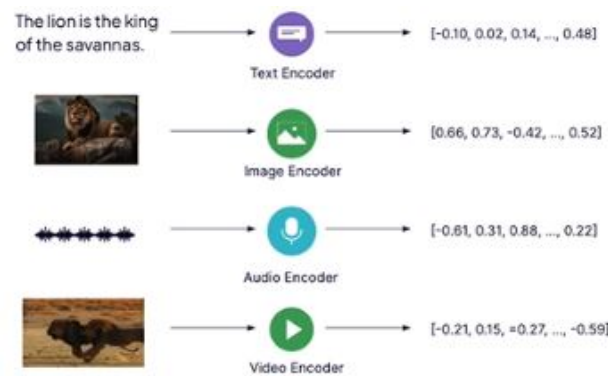 The lion is the king
of the savannas.
[-0.10, 0.02, 0.14, ..., 0.48]
Text Encoder
[0.66, 0.73, -0.42, ..., 0.52]
Image Encoder
[-0.61, 0.31, 0.88, ..., 0.22]
Audio Encoder
[-0.21, 0.15, =0.27, ..., -0.59]
Video Encoder